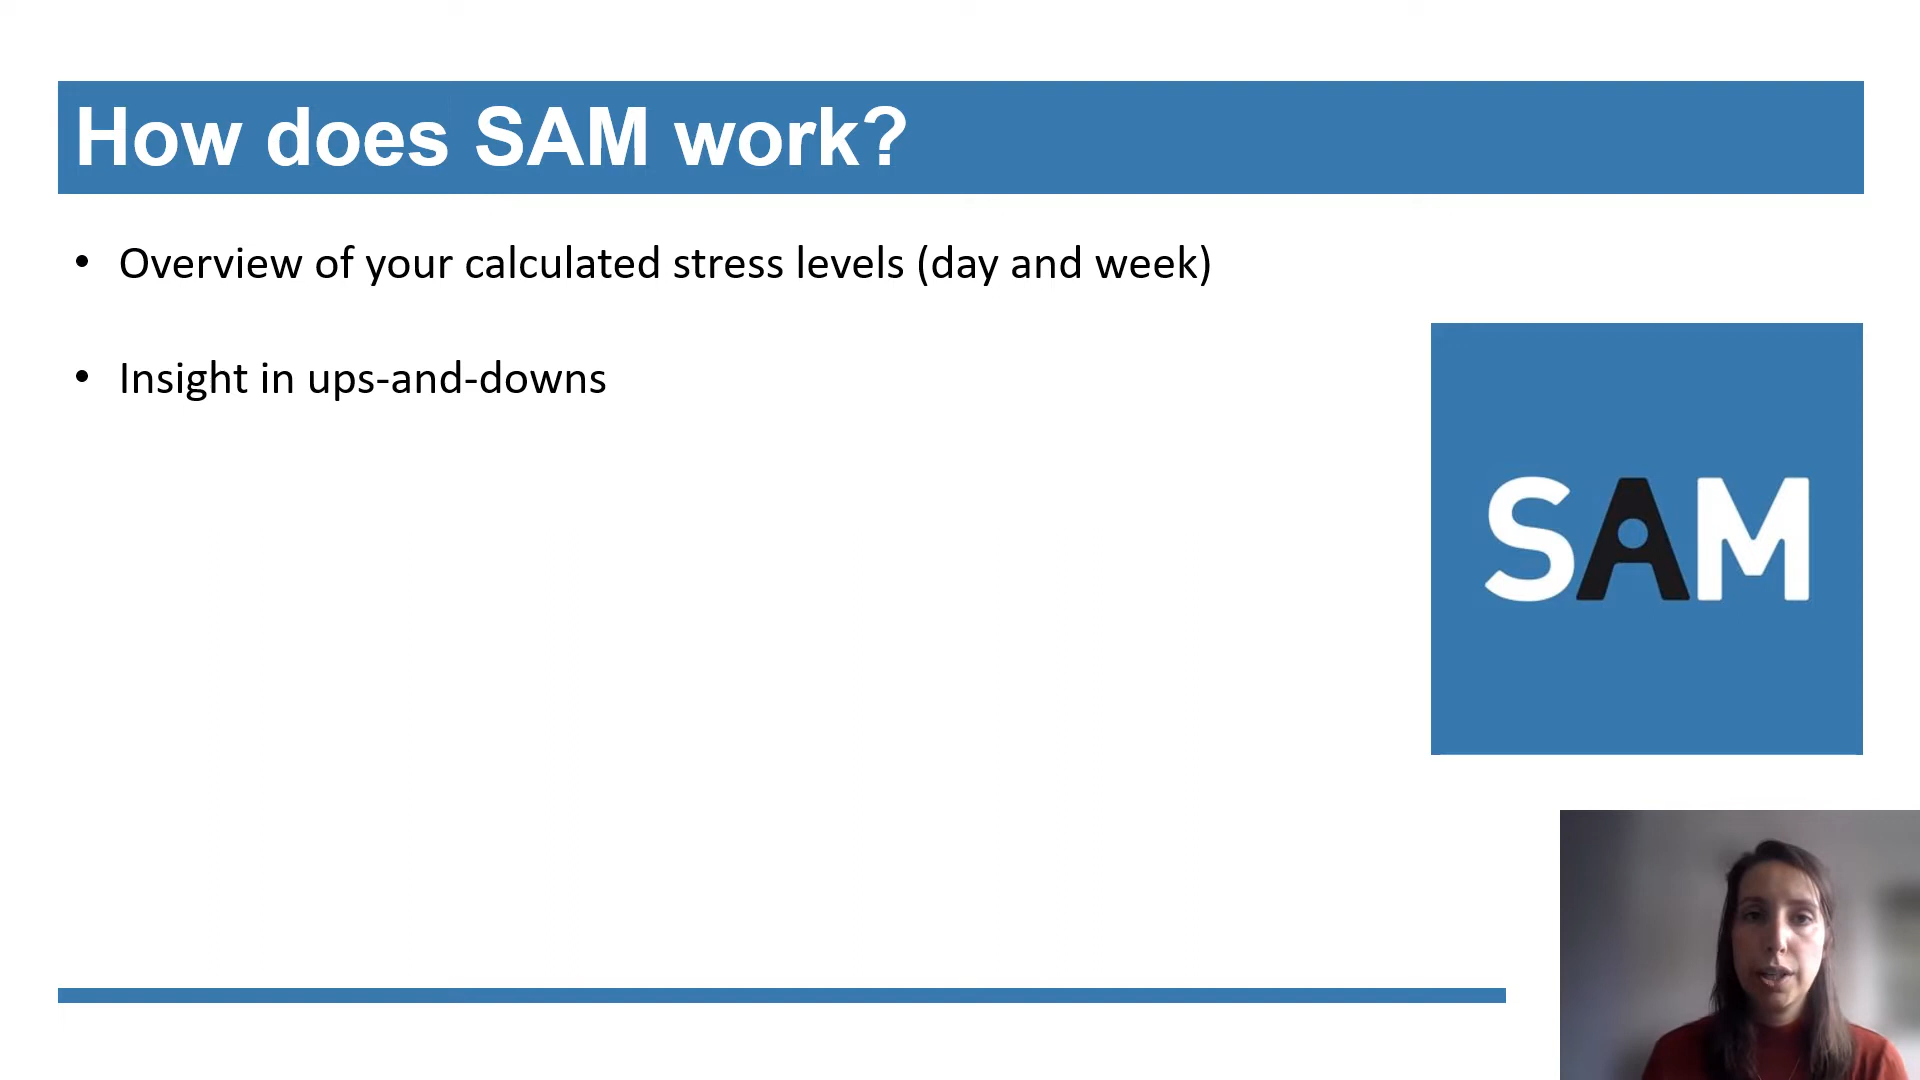 How does SAM work?
• Overview of your calculated stress levels (day and week)
• Insight in ups-and-downs
SAM